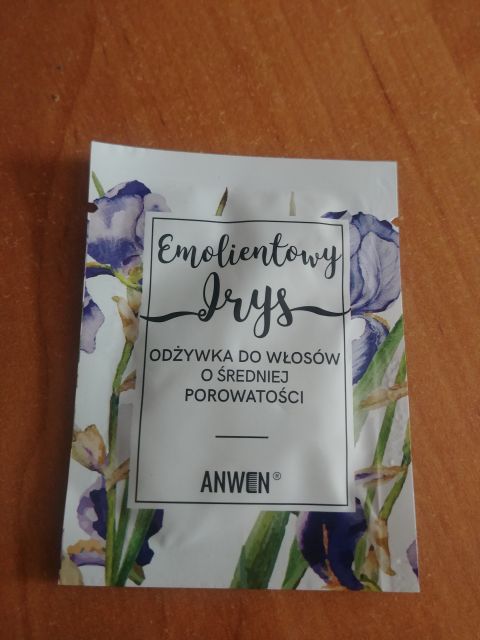 Emolientowy
Irys
ODŻYWKA DO WŁOSÓW
O ŚREDNIEJ
POROWATOŚCI
ANWEN®